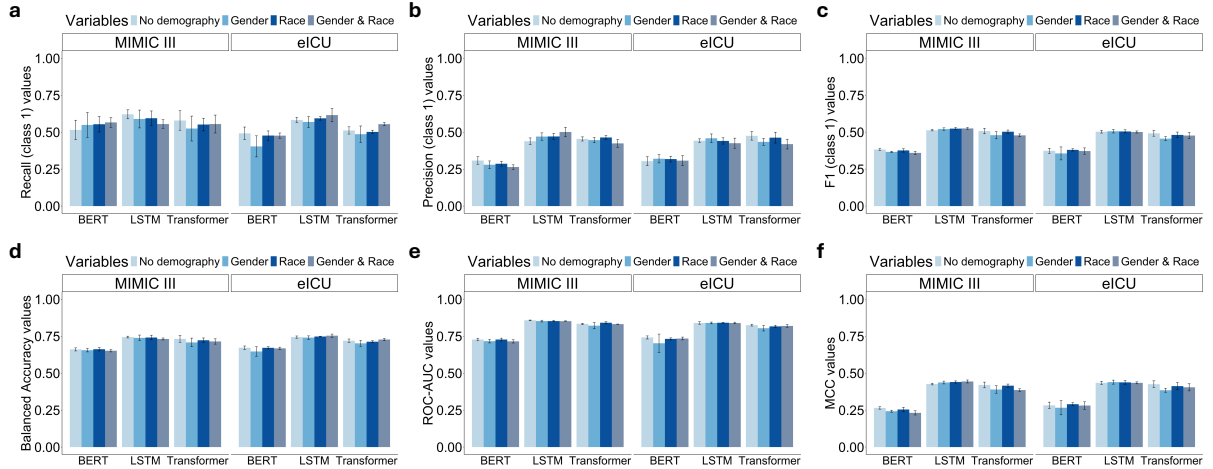 a
Variables No demography Gender Race Gender & Race
MIMIC III eICU
Recall (class 1) values
1.00
0.75
0.50
0.25
0.00
BERT LSTM Transformer BERT LSTM Transformer
b
Variables No demography Gender Race Gender & Race
MIMIC III eICU
Precision (class 1) values
1.00
0.75
0.50
0.25
0.00
BERT LSTM Transformer BERT LSTM Transformer
c
Variables No demography Gender Race Gender & Race
MIMIC III eICU
F1 (class 1) values
1.00
0.75
0.50
0.25
0.00
BERT LSTM Transformer BERT LSTM Transformer
d
Variables No demography Gender Race Gender & Race
MIMIC III eICU
Balanced Accuracy values
1.00
0.75
0.50
0.25
0.00
BERT LSTM Transformer BERT LSTM Transformer
e
Variables No demography Gender Race Gender & Race
MIMIC III eICU
ROC-AUC values
1.00
0.75
0.50
0.25
0.00
BERT LSTM Transformer BERT LSTM Transformer
f
Variables No demography Gender Race Gender & Race
MIMIC III eICU
MCC values
1.00
0.75
0.50
0.25
0.00
BERT LSTM Transformer BERT LSTM Transformer